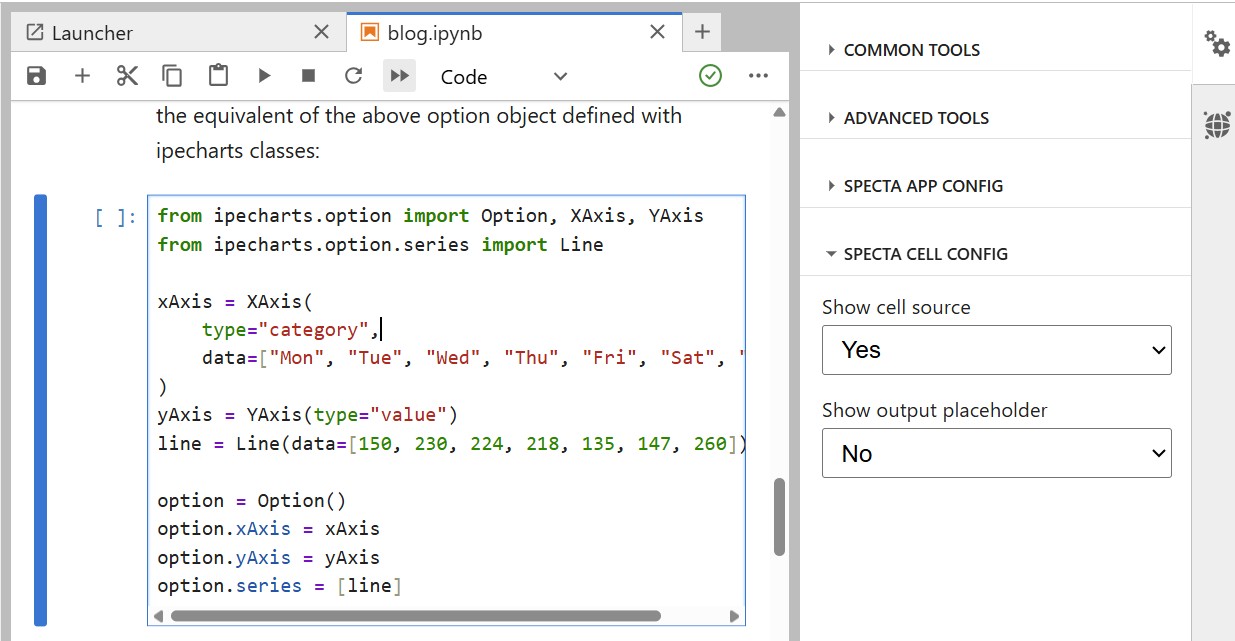 Launcher
blog.ipynb
Code
the equivalent of the above option object defined with
ipecharts classes:
[ ]:
from ipecharts.option import Option, XAxis, YAxis
from ipecharts.option.series import Line
xAxis = XAxis(
    type="category",
    data=["Mon", "Tue", "Wed", "Thu", "Fri", "Sat", "
)
yAxis = YAxis(type="value")
line = Line(data=[150, 230, 224, 218, 135, 147, 260])
option = Option()
option.xAxis = xAxis
option.yAxis = yAxis
option.series = [line]
COMMON TOOLS
ADVANCED TOOLS
SPECTA APP CONFIG
SPECTA CELL CONFIG
Show cell source
Yes
Show output placeholder
No